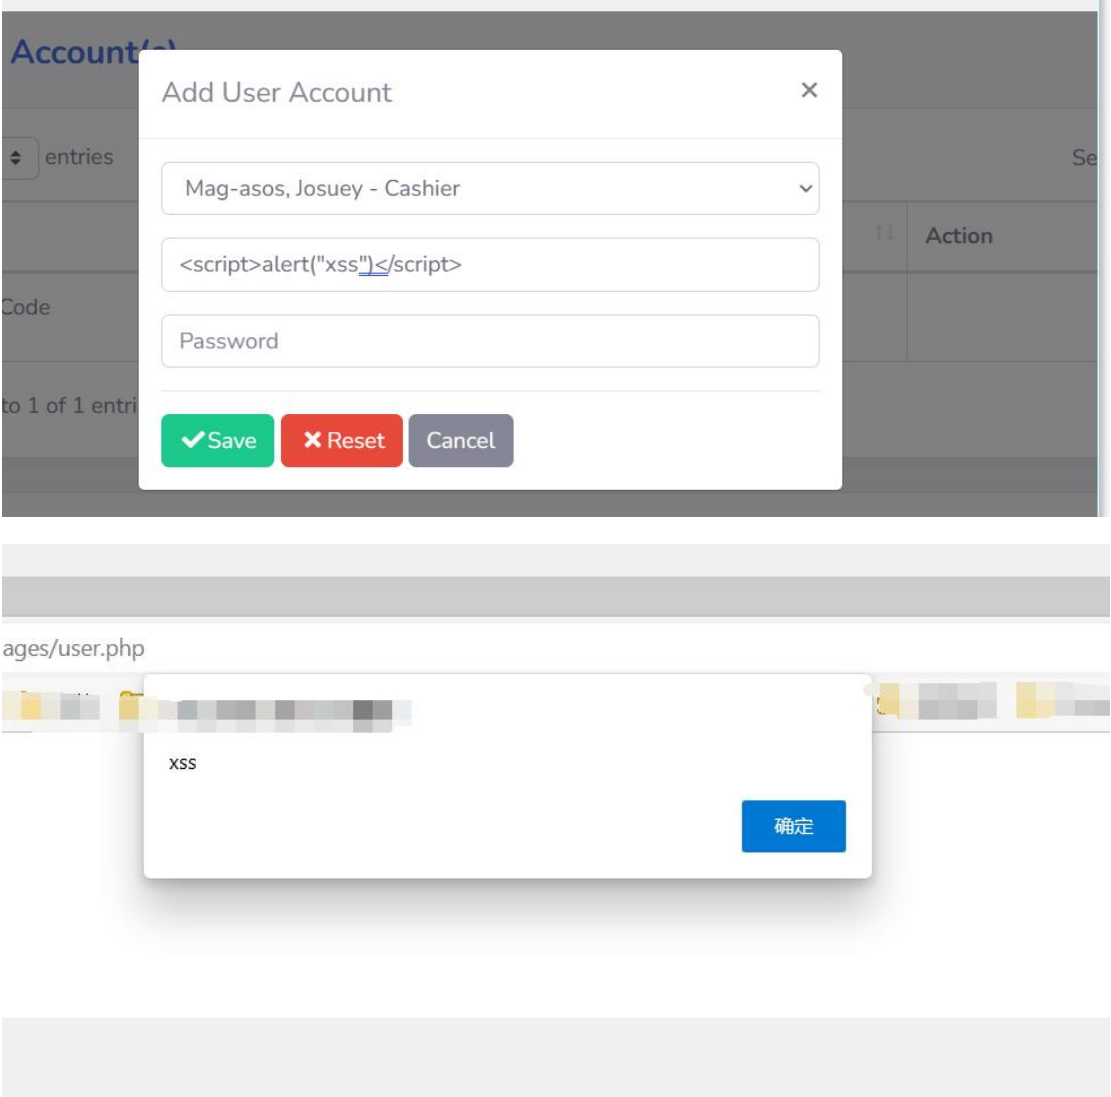 Account(s)
Add User Account
×
entries
Se
Mag-asos, Josuey - Cashier
Action
<script>alert("xss")</script>
Code
Password
to 1 of 1 entri
Save
Reset
Cancel
ages/user.php
xss
确定